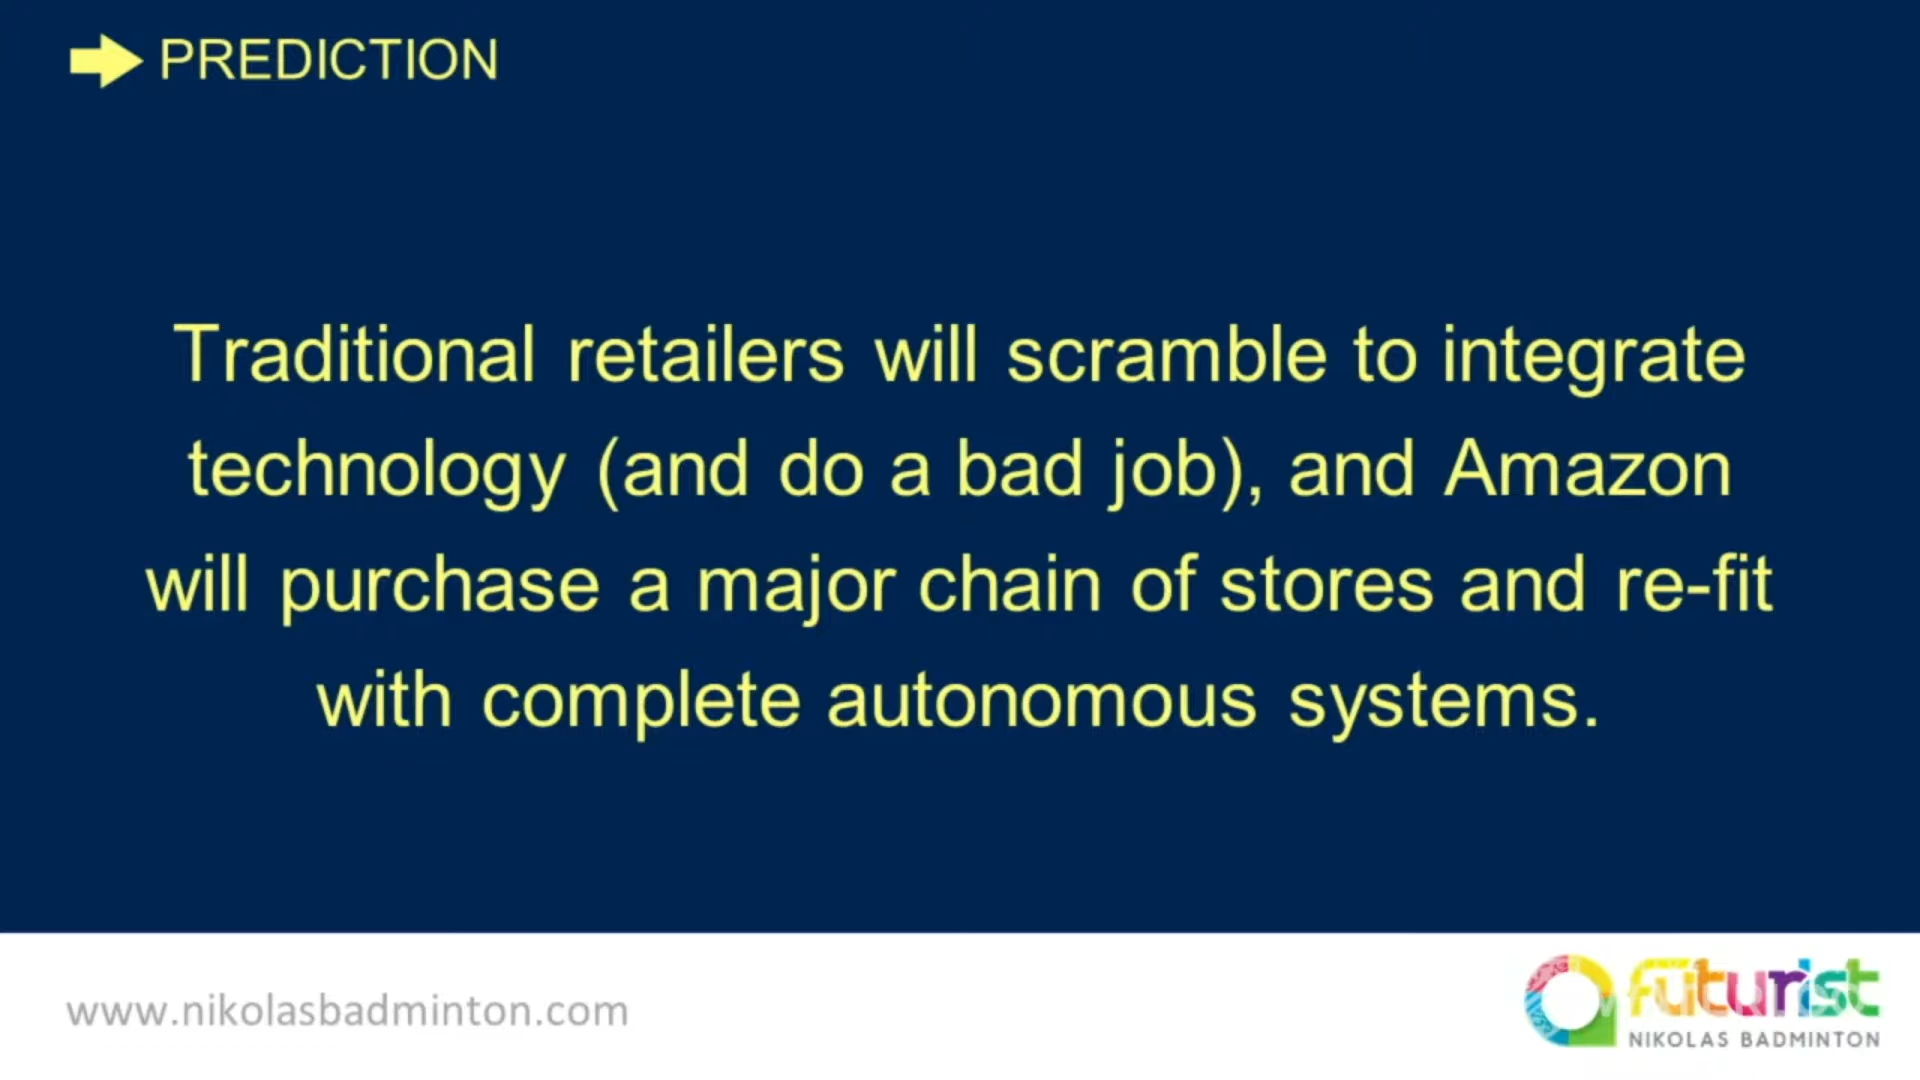 PREDICTION
Traditional retailers will scramble to integrate
technology (and do a bad job), and Amazon
will purchase a major chain of stores and re-fit
with complete autonomous systems.
www.nikolasbadminton.com
futurist
NIKOLAS BADMINTON